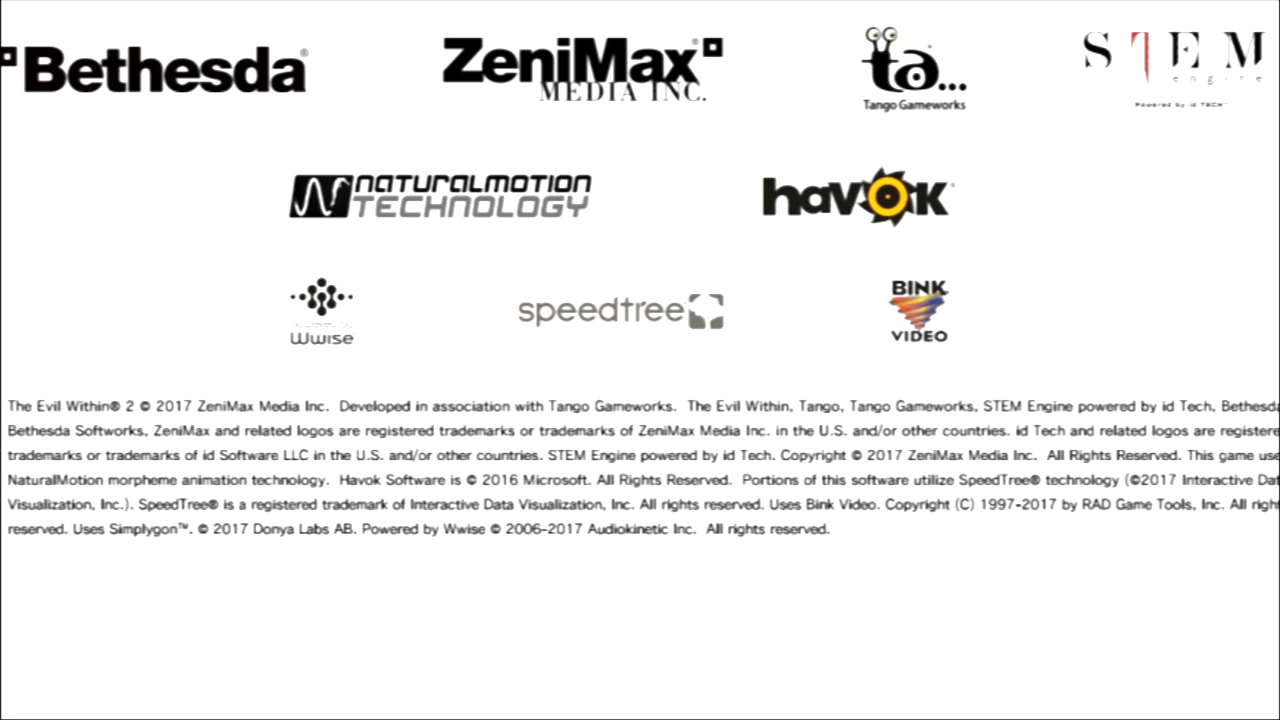 Bethesda®
ZeniMax®
MEDIA INC.
ta...
Tango Gameworks
STEM
engine
Powered by id TECH™
NATURALMOTION
TECHNOLOGY
havok
Wwise
speedtree
BINK
VIDEO
The Evil Within® 2 © 2017 ZeniMax Media Inc. Developed in association with Tango Gameworks. The Evil Within, Tango, Tango Gameworks, STEM Engine powered by id Tech, Bethesda
Bethesda Softworks, ZeniMax and related logos are registered trademarks or trademarks of ZeniMax Media Inc. in the U.S. and/or other countries. id Tech and related logos are registere
trademarks or trademarks of id Software LLC in the U.S. and/or other countries. STEM Engine powered by id Tech. Copyright © 2017 ZeniMax Media Inc. All Rights Reserved. This game use
NaturalMotion morpheme animation technology. Havok Software is © 2016 Microsoft. All Rights Reserved. Portions of this software utilize SpeedTree® technology (©2017 Interactive Dat
Visualization, Inc.). SpeedTree® is a registered trademark of Interactive Data Visualization, Inc. All rights reserved. Uses Bink Video. Copyright (C) 1997-2017 by RAD Game Tools, Inc. All righ
reserved. Uses Simplygon™. © 2017 Donya Labs AB. Powered by Wwise © 2006-2017 Audiokinetic Inc. All rights reserved.